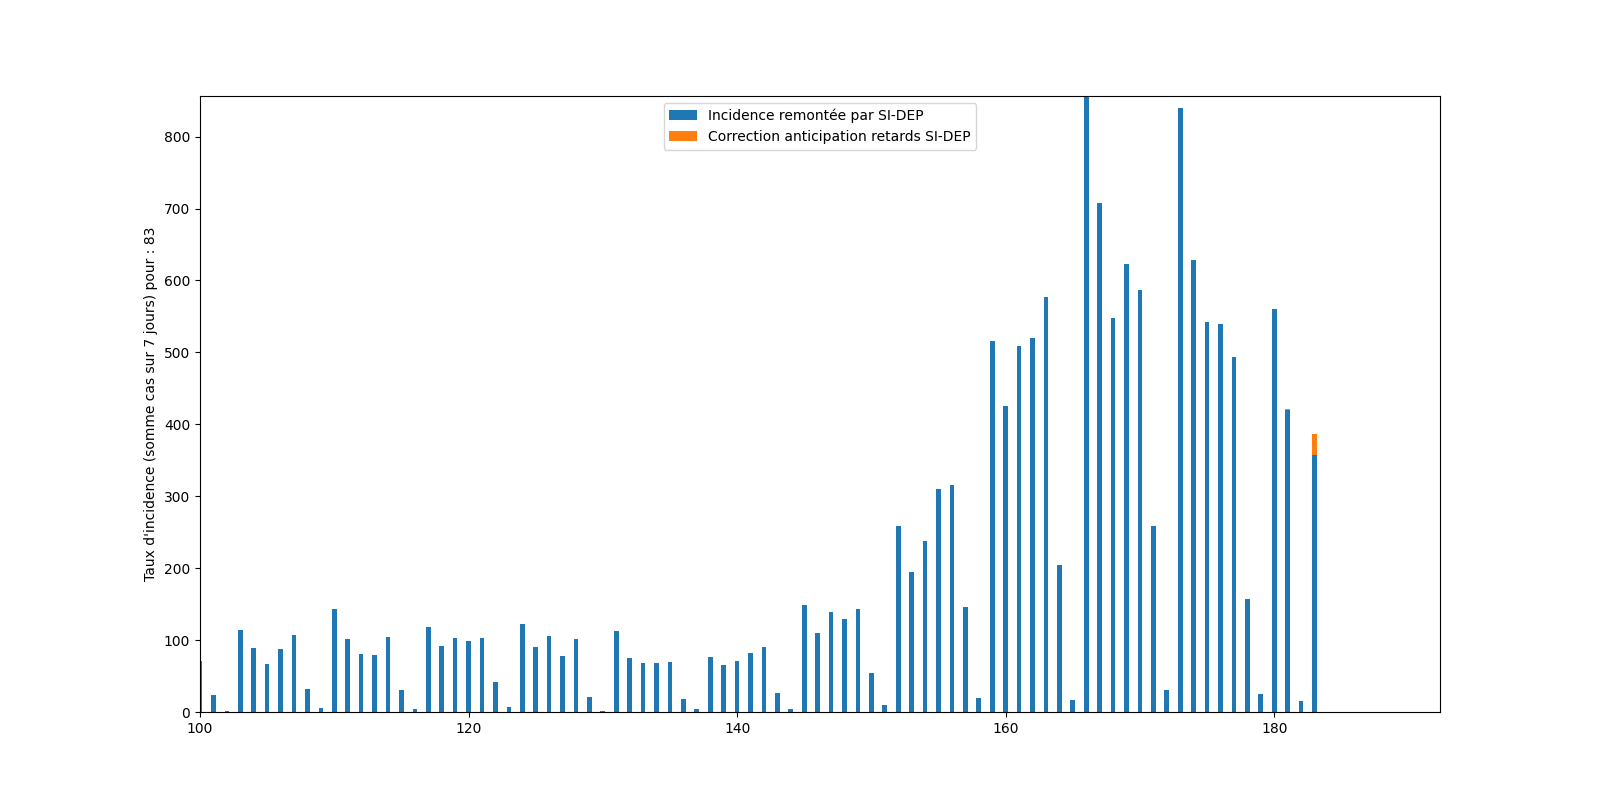 Incidence remontée par SI-DEP
Correction anticipation retards SI-DEP
Taux d'incidence (somme cas sur 7 jours) pour : 83
800
700
600
500
400
300
200
100
0
100 120 140 160 180